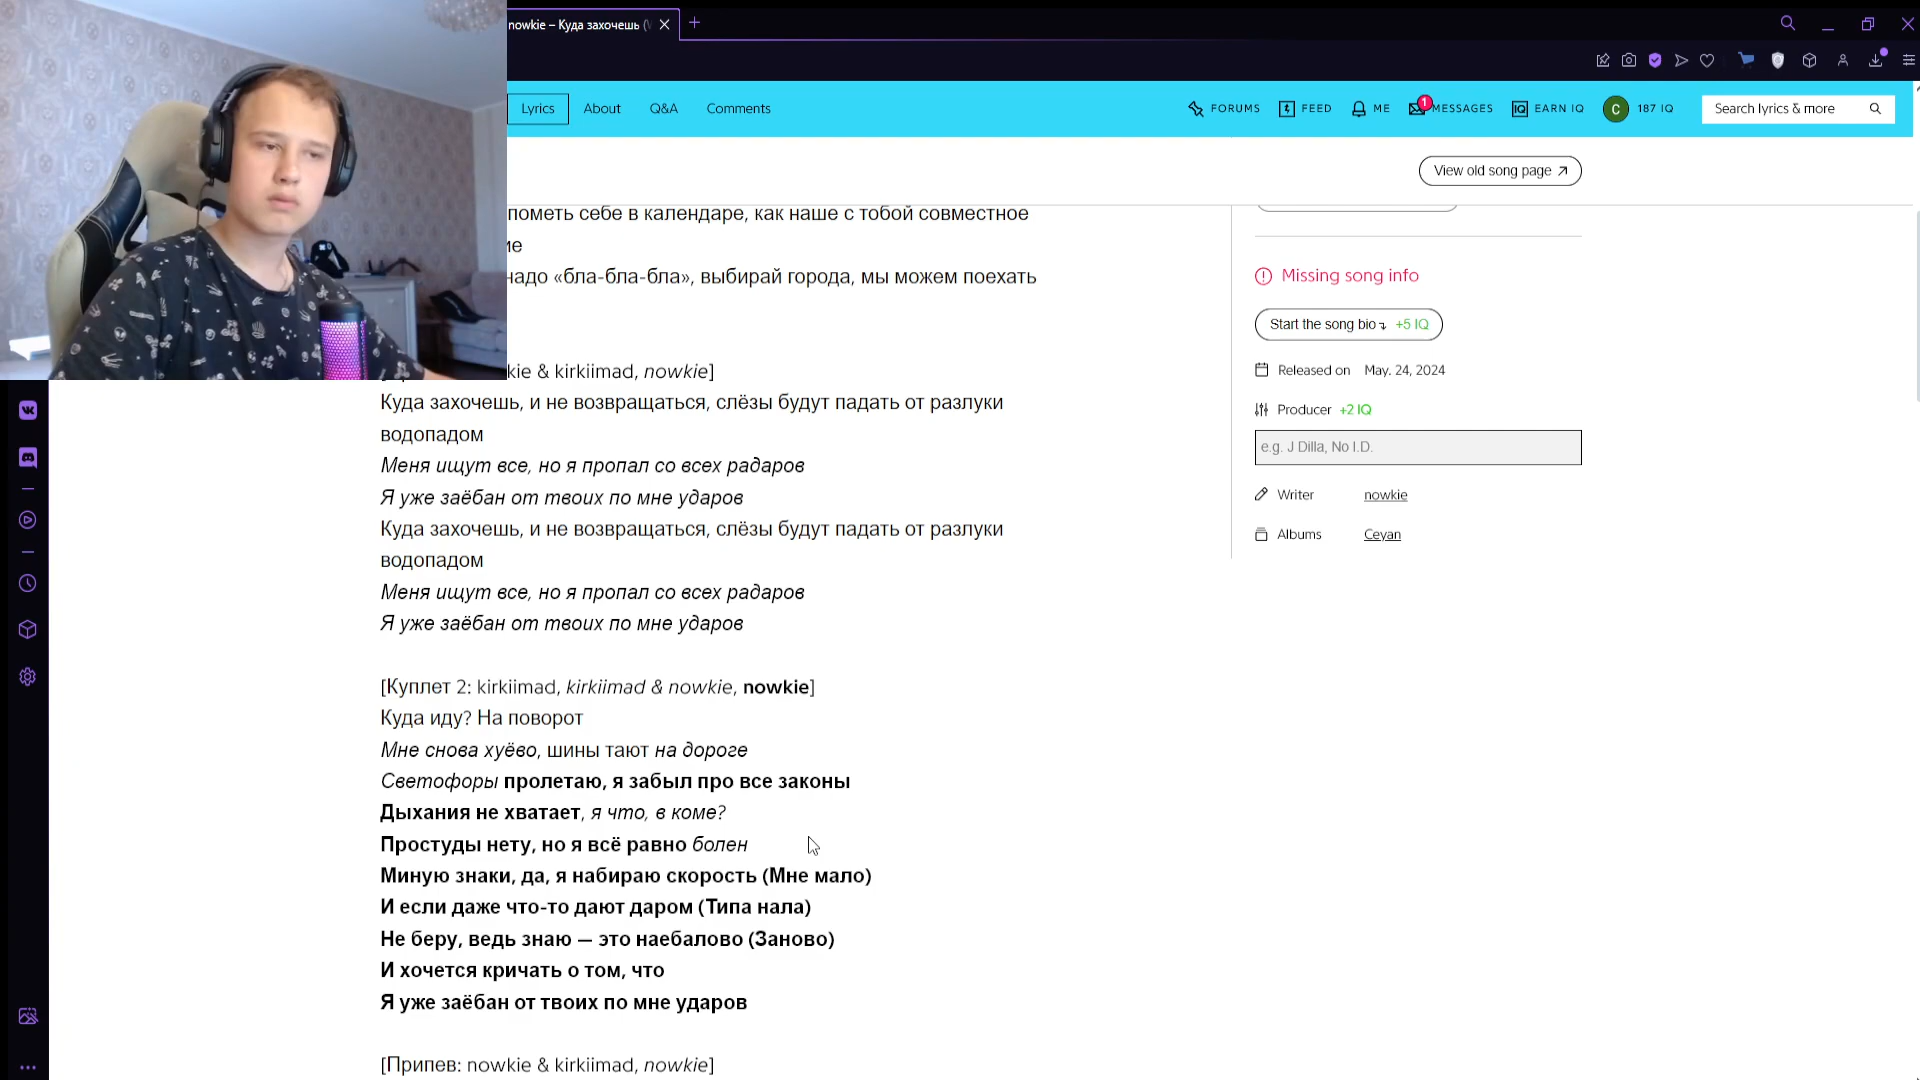 nowkie – Куда захочешь (
Lyrics
About
Q&A
Comments
FORUMS
FEED
ME
1
MESSAGES
EARN IQ
C
187 IQ
Search lyrics & more
View old song page
пометь себе в календаре, как наше с тобой совместное
надо «бла-бла-бла», выбирай города, мы можем поехать
& kirkiimad, nowkie]
Куда захочешь, и не возвращаться, слёзы будут падать от разлуки
водопадом
Меня ищут все, но я пропал со всех радаров
Я уже заёбан от твоих по мне ударов
Куда захочешь, и не возвращаться, слёзы будут падать от разлуки
водопадом
Меня ищут все, но я пропал со всех радаров
Я уже заёбан от твоих по мне ударов
[Куплет 2: kirkiimad, kirkiimad & nowkie, nowkie]
Куда иду? На поворот
Мне снова хуёво, шины тают на дороге
Светофоры пролетаю, я забыл про все законы
Дыхания не хватает, я что, в коме?
Простуды нету, но я всё равно болен
Миную знаки, да, я набираю скорость (Мне мало)
И если даже что-то дают даром (Типа нала)
Не беру, ведь знаю — это наебалово (Заново)
И хочется кричать о том, что
Я уже заёбан от твоих по мне ударов
[Припев: nowkie & kirkiimad, nowkie]
Missing song info
Start the song bio +5 IQ
Released on May. 24, 2024
Producer +2 IQ
e.g. J Dilla, No I.D.
Writer nowkie
Albums Ceyan